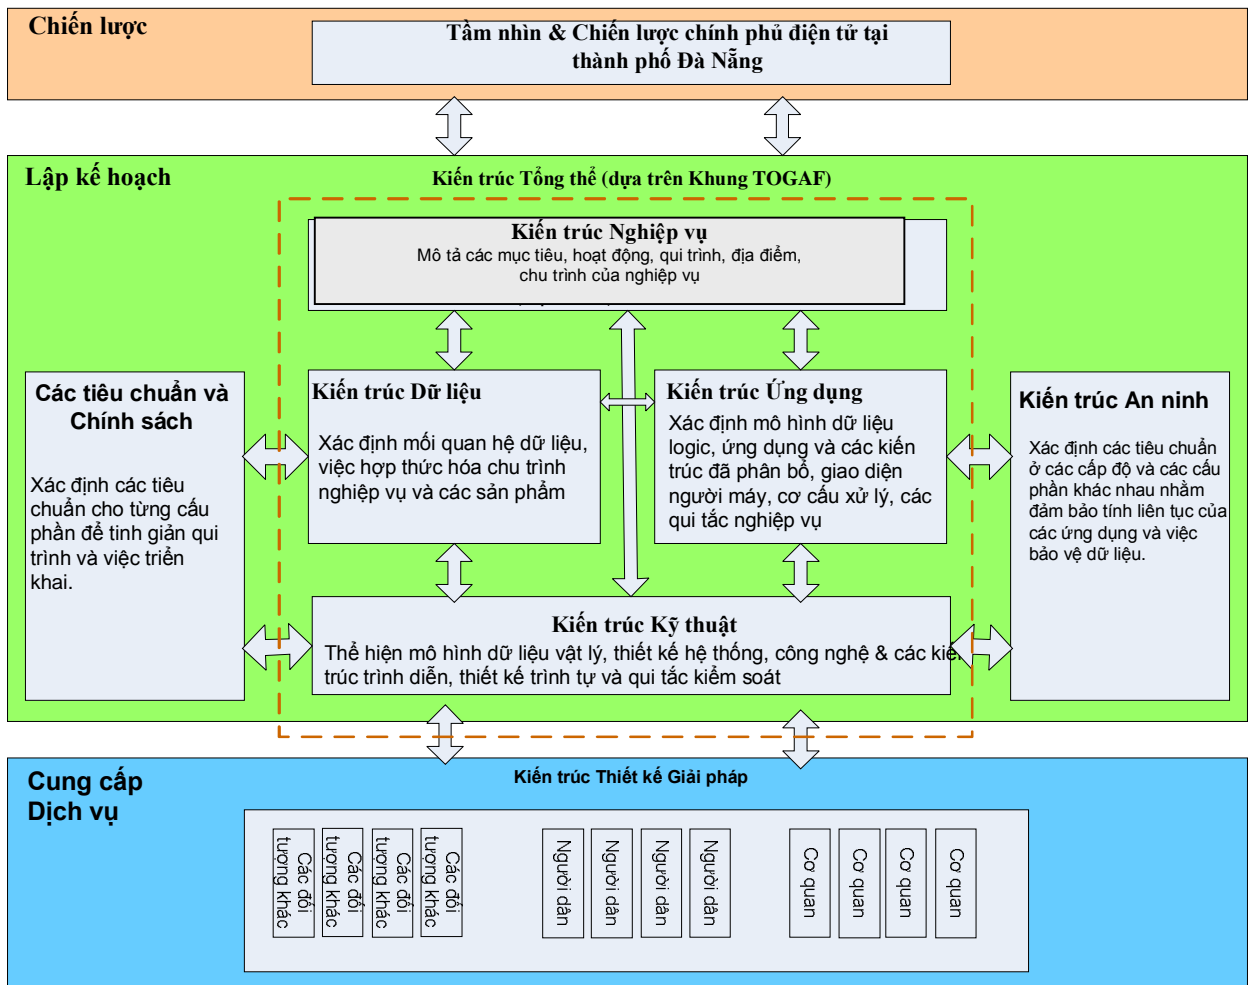 Chiến lược
Tầm nhìn & Chiến lược chính phủ điện tử tại
thành phố Đà Nẵng
Lập kế hoạch
Kiến trúc Tổng thể (dựa trên Khung TOGAF)
Kiến trúc Nghiệp vụ
Mô tả các mục tiêu, hoạt động, qui trình, địa điểm,
chu trình của nghiệp vụ
Các tiêu chuẩn và
Chính sách
Xác định các tiêu
chuẩn cho từng cấu
phần để tinh giản qui
trình và việc triển
khai.
Kiến trúc Dữ liệu
Xác định mối quan hệ dữ liệu,
việc hợp thức hóa chu trình
nghiệp vụ và các sản phẩm
Kiến trúc Ứng dụng
Xác định mô hình dữ liệu
logic, ứng dụng và các kiến
trúc đã phân bổ, giao diện
người máy, cơ cấu xử lý, các
qui tắc nghiệp vụ
Kiến trúc An ninh
Xác định các tiêu chuẩn
ở các cấp độ và các cấu
phần khác nhau nhằm
đảm bảo tính liên tục của
các ứng dụng và việc
bảo vệ dữ liệu.
Kiến trúc Kỹ thuật
Thể hiện mô hình dữ liệu vật lý, thiết kế hệ thống, công nghệ & các kiến
trúc trình diễn, thiết kế trình tự và qui tắc kiểm soát
Cung cấp
Dịch vụ
Kiến trúc Thiết kế Giải pháp
Các đối
tượng khác
Các đối
tượng khác
Các đối
tượng khác
Các đối
tượng khác
Người dân
Người dân
Người dân
Người dân
Cơ quan
Cơ quan
Cơ quan
Cơ quan